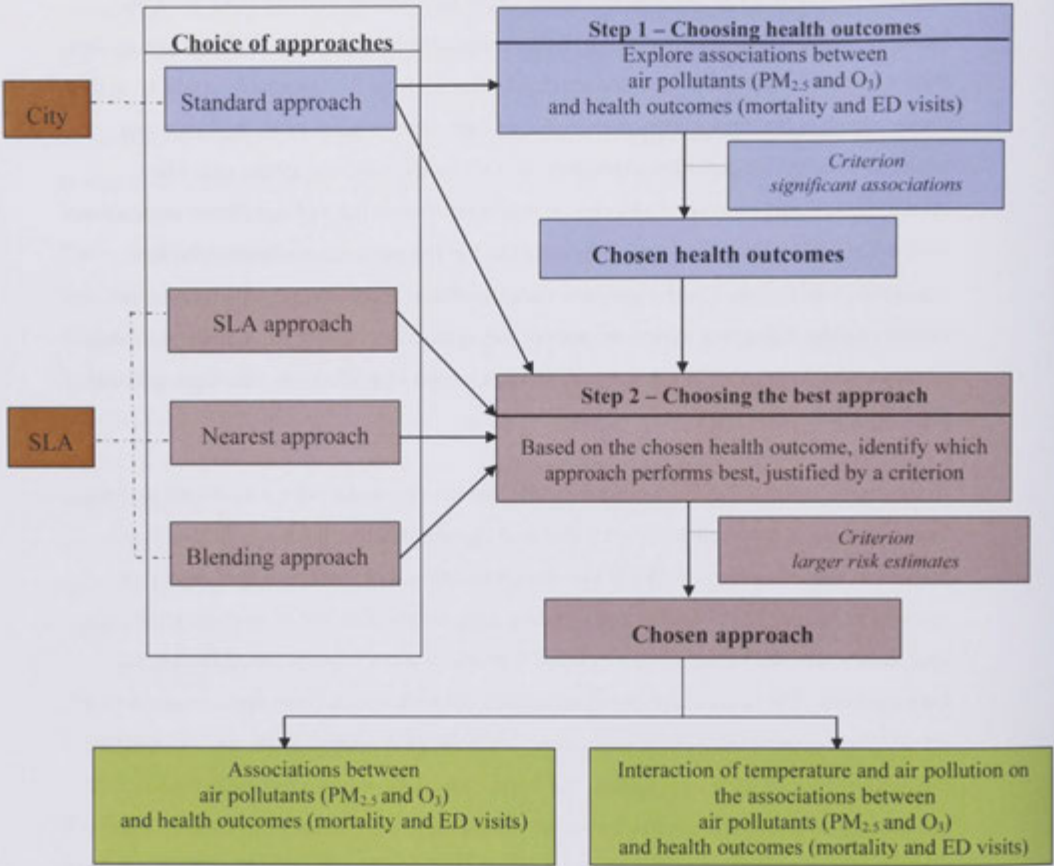 Choice of approaches
City
Standard approach
SLA
SLA approach
Nearest approach
Blending approach
Step 1 – Choosing health outcomes
Explore associations between
air pollutants (PM₂.₅ and O₃)
and health outcomes (mortality and ED visits)
Criterion
significant associations
Chosen health outcomes
Step 2 – Choosing the best approach
Based on the chosen health outcome, identify which
approach performs best, justified by a criterion
Criterion
larger risk estimates
Chosen approach
Associations between
air pollutants (PM₂.₅ and O₃)
and health outcomes (mortality and ED visits)
Interaction of temperature and air pollution on
the associations between
air pollutants (PM₂.₅ and O₃)
and health outcomes (mortality and ED visits)